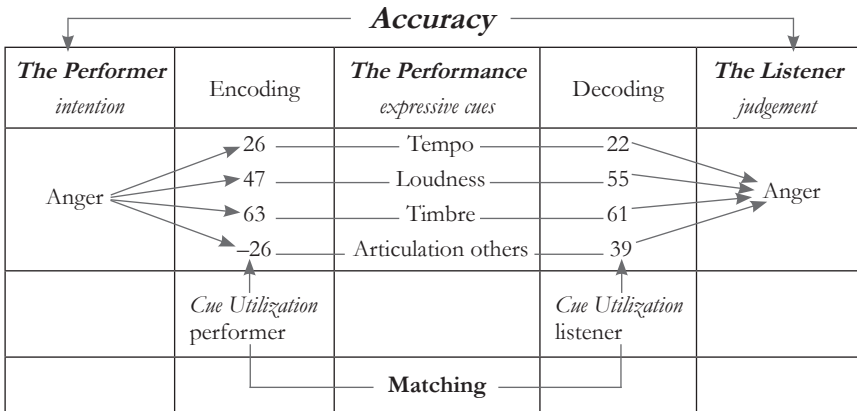 Accuracy
The Performer
intention
Encoding
The Performance
expressive cues
Decoding
The Listener
judgement
Anger
26 Tempo 22
47 Loudness 55
63 Timbre 61
–26 Articulation others 39
Anger
Cue Utilization
performer
Cue Utilization
listener
Matching